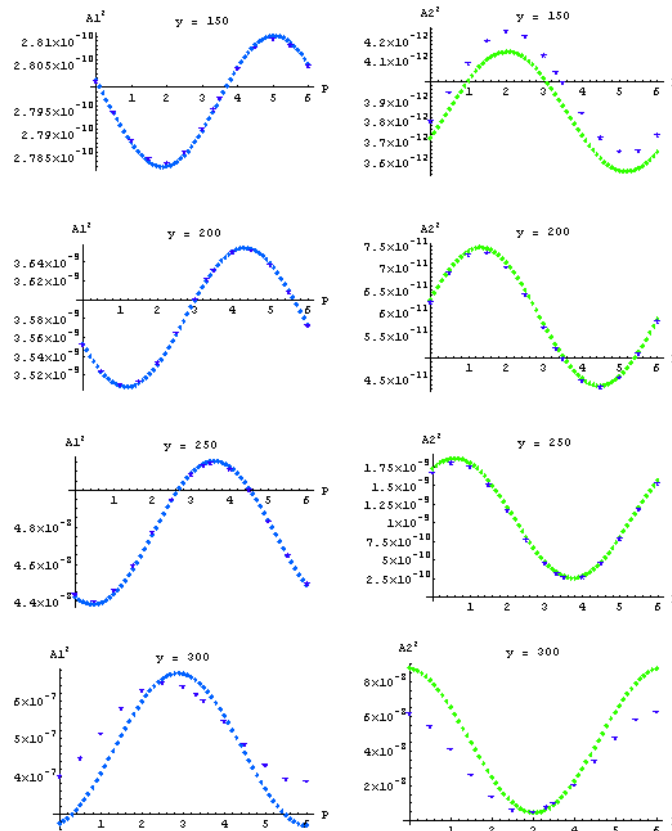 A1²
y = 150
2.81×10⁻¹⁰
2.805×10⁻¹⁰
2.795×10⁻¹⁰
2.79×10⁻¹⁰
2.785×10⁻¹⁰
1 2 3 4 5 6 P
A2²
y = 150
4.2×10⁻¹²
4.1×10⁻¹²
3.9×10⁻¹²
3.8×10⁻¹²
3.7×10⁻¹²
3.6×10⁻¹²
1 2 3 4 5 6
A1²
y = 200
3.64×10⁻⁹
3.62×10⁻⁹
3.58×10⁻⁹
3.56×10⁻⁹
3.54×10⁻⁹
3.52×10⁻⁹
1 2 3 4 5 6 P
A2²
y = 200
7.5×10⁻¹¹
7×10⁻¹¹
6.5×10⁻¹¹
6×10⁻¹¹
5.5×10⁻¹¹
4.5×10⁻¹¹
1 2 3 4 5 6
A1²
y = 250
4.8×10⁻⁸
4.6×10⁻⁸
4.4×10⁻⁸
1 2 3 4 5 6 P
A2²
y = 250
1.75×10⁻⁹
1.5×10⁻⁹
1.25×10⁻⁹
1×10⁻⁹
7.5×10⁻¹⁰
5×10⁻¹⁰
2.5×10⁻¹⁰
1 2 3 4 5 6
A1²
y = 300
6×10⁻⁷
5×10⁻⁷
4×10⁻⁷
1 2 3 4 5 6 P
A2²
y = 300
8×10⁻⁸
6×10⁻⁸
4×10⁻⁸
2×10⁻⁸
1 2 3 4 5 6